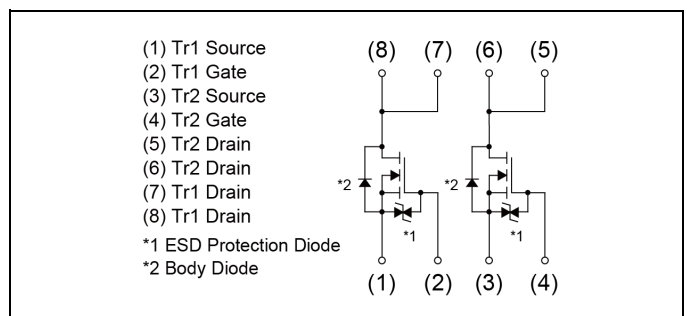 (1) Tr1 Source
(2) Tr1 Gate
(3) Tr2 Source
(4) Tr2 Gate
(5) Tr2 Drain
(6) Tr2 Drain
(7) Tr1 Drain
(8) Tr1 Drain
*1 ESD Protection Diode
*2 Body Diode
(8) (7) (6) (5)
*2 *2
*1 *1
(1) (2) (3) (4)